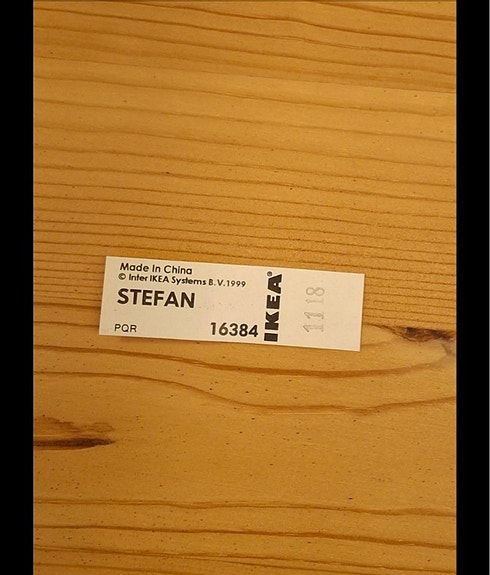 Made In China
© Inter IKEA Systems B.V.1999
STEFAN
PQR 16384
IKEA®
1118